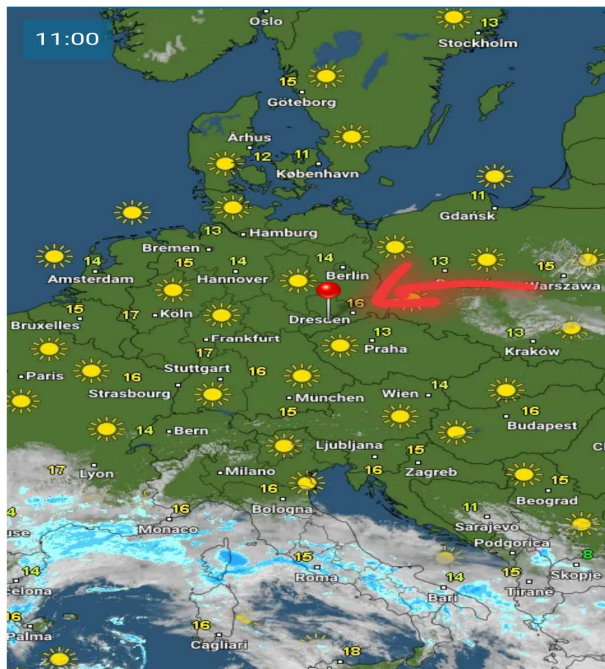 11:00
Oslo
13
Stockholm
15
Göteborg
Århus
12
11
København
11
Gdańsk
13
Hamburg
Bremen
14
Amsterdam
15
14
Hannover
14
Berlin
13
15
Warszawa
15
Bruxelles
17
Köln
16
Dresden
Frankfurt
13
Praha
13
Kraków
17
Stuttgart
Paris
16
Strasbourg
16
München
Wien
14
16
Budapest
15
14
Bern
Ljubljana
15
Zagreb
17
Lyon
Milano
16
Bologna
16
15
Beograd
11
Sarajevo
Podgorica
16
Monaco
8
Skopje
15
Roma
15
Tiranë
14
Bari
14
celona
16
Palma
16
Cagliari
18